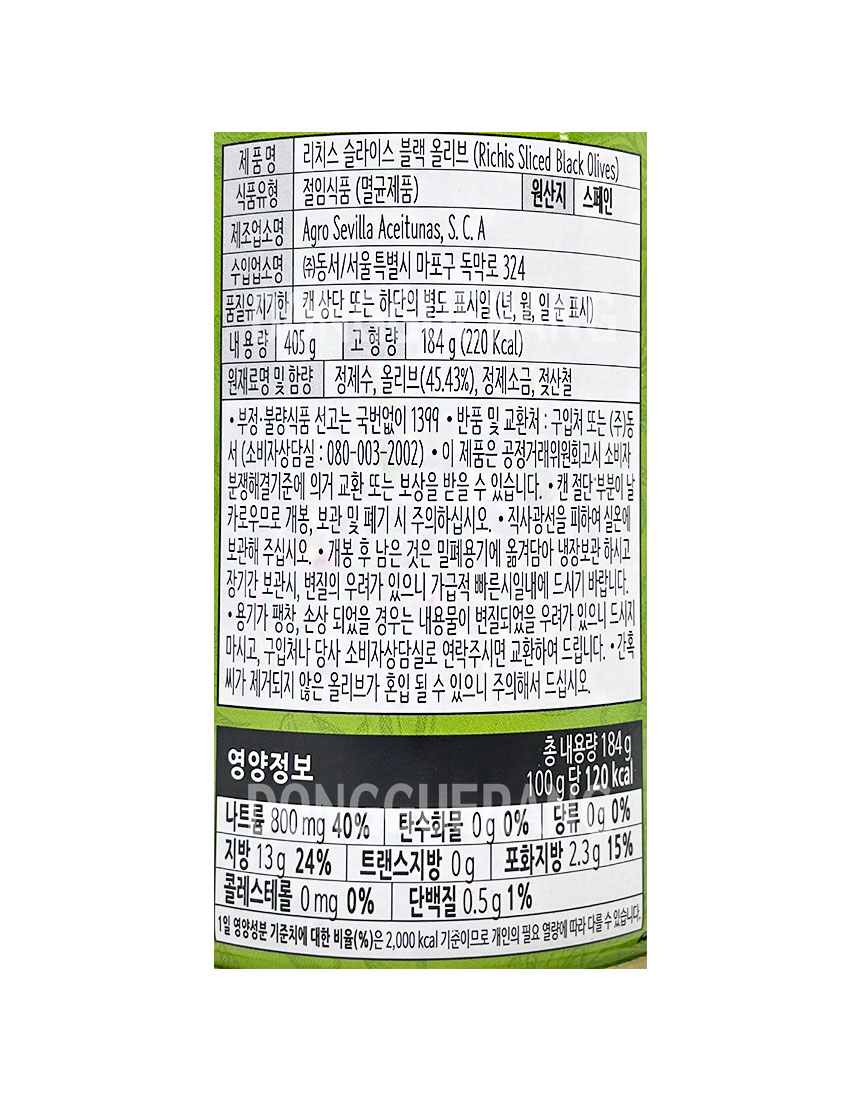 제품명 리치스 슬라이스 블랙 올리브 (Richis Sliced Black Olives)
식품유형 절임식품 (멸균제품) 원산지 스페인
제조업소명 Agro Sevilla Aceitunas, S. C. A
수입업소명 ㈜동서/서울특별시 마포구 독막로 324
품질유지기한 캔 상단 또는 하단의 별도 표시일 (년, 월, 일 순 표시)
내용량 405 g 고형량 184 g (220 Kcal)
원재료명 및 함량 정제수, 올리브(45.43%), 정제소금, 젖산철
• 부정·불량식품 선고는 국번없이 1399 • 반품 및 교환처 : 구입처 또는 (주)동
서 (소비자상담실 : 080-003-2002) • 이 제품은 공정거래위원회고시 소비자
분쟁해결기준에 의거 교환 또는 보상을 받을 수 있습니다. • 캔 절단 부분이 날
카로우므로 개봉, 보관 및 폐기 시 주의하십시오. • 직사광선을 피하여 실온에
보관해 주십시오. • 개봉 후 남은 것은 밀폐용기에 옮겨담아 냉장보관 하시고
장기간 보관시, 변질의 우려가 있으니 가급적 빠른시일내에 드시기 바랍니다.
• 용기가 팽창, 손상 되었을 경우는 내용물이 변질되었을 우려가 있으니 드시지
마시고, 구입처나 당사 소비자상담실로 연락주시면 교환하여 드립니다. • 간혹
씨가 제거되지 않은 올리브가 혼입 될 수 있으니 주의해서 드십시오.
영양정보 총 내용량 184 g
100 g 당 120 kcal
DONGGUERANG
나트륨 800 mg 40% 탄수화물 0 g 0% 당류 0 g 0%
지방 13 g 24% 트랜스지방 0 g 포화지방 2.3 g 15%
콜레스테롤 0 mg 0% 단백질 0.5 g 1%
1일 영양성분 기준치에 대한 비율(%)은 2,000 kcal 기준이므로 개인의 필요 열량에 따라 다를 수 있습니다.